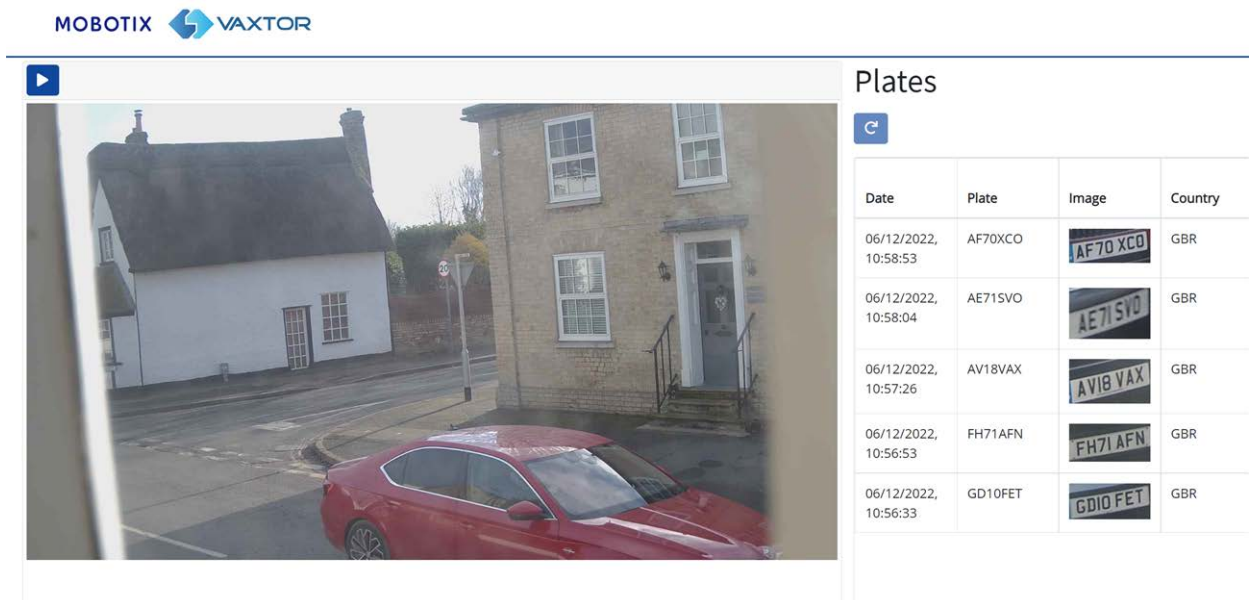 MOBOTIX VAXTOR
20
Plates
Date Plate Image Country
06/12/2022, 10:58:53 AF70XCO AF70 XCO GBR
06/12/2022, 10:58:04 AE71SVO AE71 SVO GBR
06/12/2022, 10:57:26 AV18VAX AV18 VAX GBR
06/12/2022, 10:56:53 FH71AFN FH71 AFN GBR
06/12/2022, 10:56:33 GD10FET GD10 FET GBR